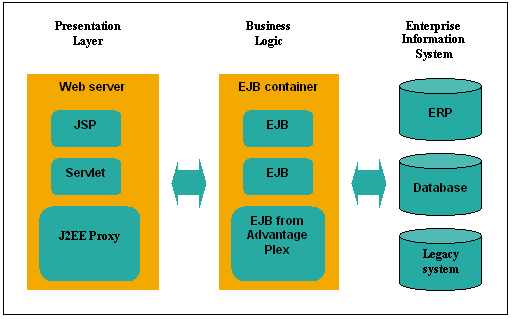 Presentation
Layer
Business
Logic
Enterprise
Information
System
Web server
JSP
Servlet
J2EE Proxy
EJB container
EJB
EJB
EJB from
Advantage
Plex
ERP
Database
Legacy
system